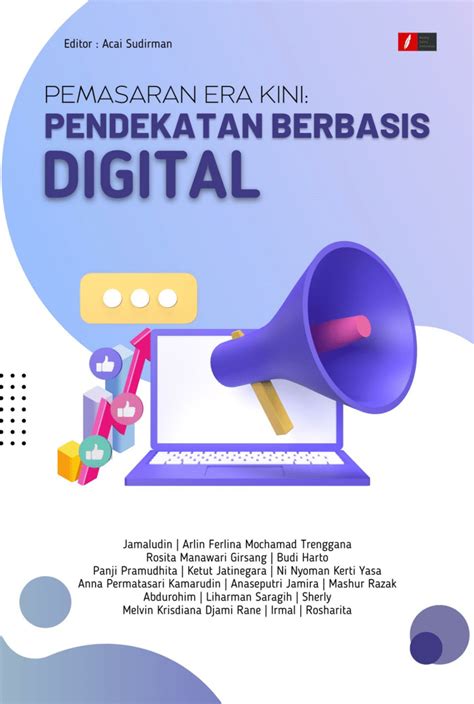 Editor : Acai Sudirman
PEMASARAN ERA KINI:
PENDEKATAN BERBASIS
DIGITAL
Jamaludin | Arlin Ferlina Mochamad Trenggana
Rosita Manawari Girsang | Budi Harto
Panji Pramudhita | Ketut Jatinegara | Ni Nyoman Kerti Yasa
Anna Permatasari Kamarudin | Anaseputri Jamira | Mashur Razak
Abdurohim | Liharman Saragih | Sherly
Melvin Krisdiana Djami Rane | Irmal | Rosharita